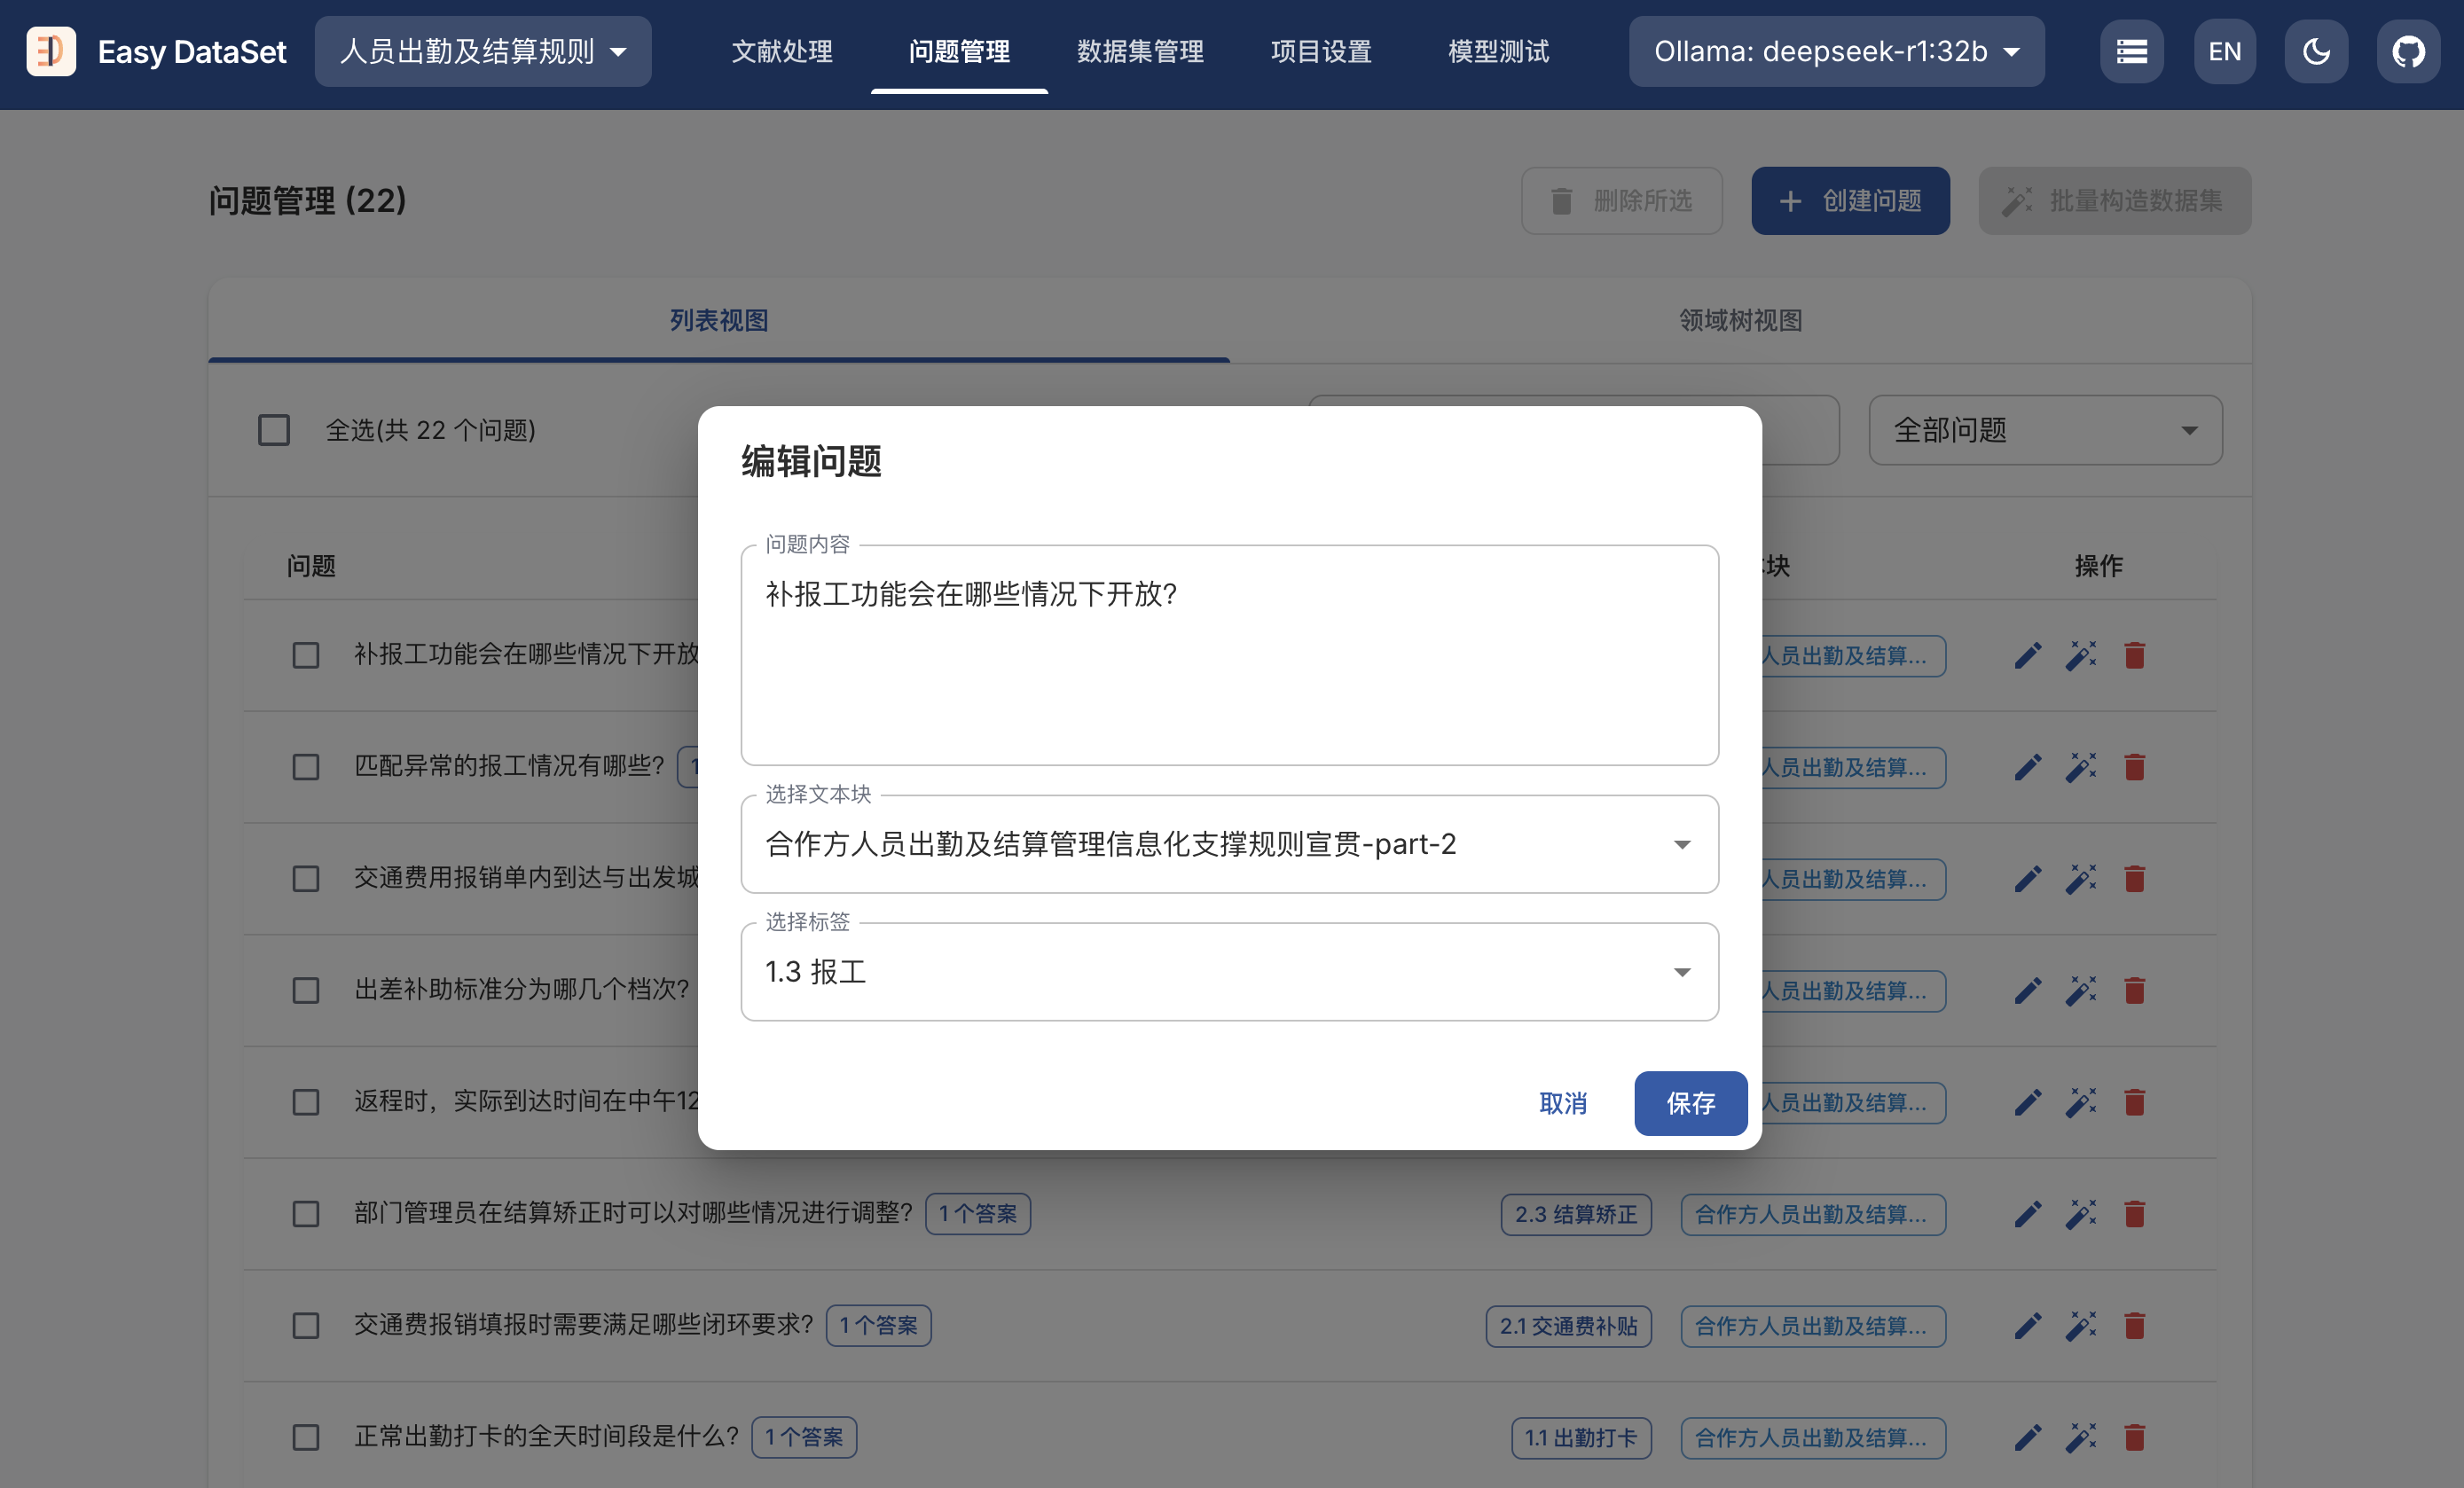 Easy DataSet
人员出勤及结算规则
文献处理
问题管理
数据集管理
项目设置
模型测试
Ollama: deepseek-r1:32b
EN
问题管理 (22)
删除所选
创建问题
批量构造数据集
列表视图
领域树视图
全选(共 22 个问题)
全部问题
问题
块
操作
编辑问题
问题内容
补报工功能会在哪些情况下开放?
选择文本块
合作方人员出勤及结算管理信息化支撑规则宣贯-part-2
选择标签
1.3 报工
取消
保存
补报工功能会在哪些情况下开放
人员出勤及结算...
匹配异常的报工情况有哪些?
人员出勤及结算...
交通费用报销单内到达与出发城
人员出勤及结算...
出差补助标准分为哪几个档次?
人员出勤及结算...
返程时，实际到达时间在中午12
人员出勤及结算...
部门管理员在结算矫正时可以对哪些情况进行调整? 1 个答案
2.3 结算矫正
合作方人员出勤及结算...
交通费报销填报时需要满足哪些闭环要求? 1 个答案
2.1 交通费补贴
合作方人员出勤及结算...
正常出勤打卡的全天时间段是什么? 1 个答案
1.1 出勤打卡
合作方人员出勤及结算...